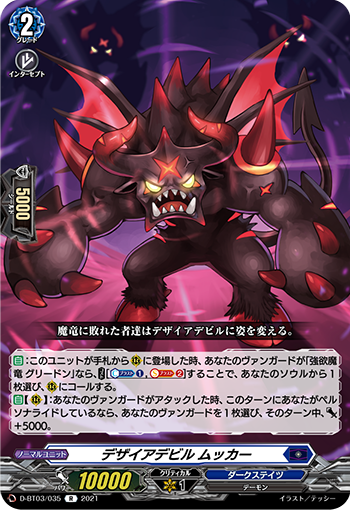 2
グレード
インターセプト
5000
シールド
魔竜に敗れた者達はデザイアデビルに姿を変える。
自：このユニットが手札からRに登場した時、あなたのヴァンガードが「強欲魔
竜 グリードン」なら、【コスト】[カウンターブラスト1，ソウルブラスト2]することで、あなたのソウルから1
枚選び、Rにコールする。
自【R】：あなたのヴァンガードがアタックした時、このターンにあなたがペル
ソナライドしているなら、あなたのヴァンガードを1枚選び、そのターン中、
+5000。
ノーマルユニット
デザイアデビル ムッカー
パワー
10000
クリティカル
1
ダークステイツ
デーモン
D-BT03/035 R 2021
イラスト/テッシー